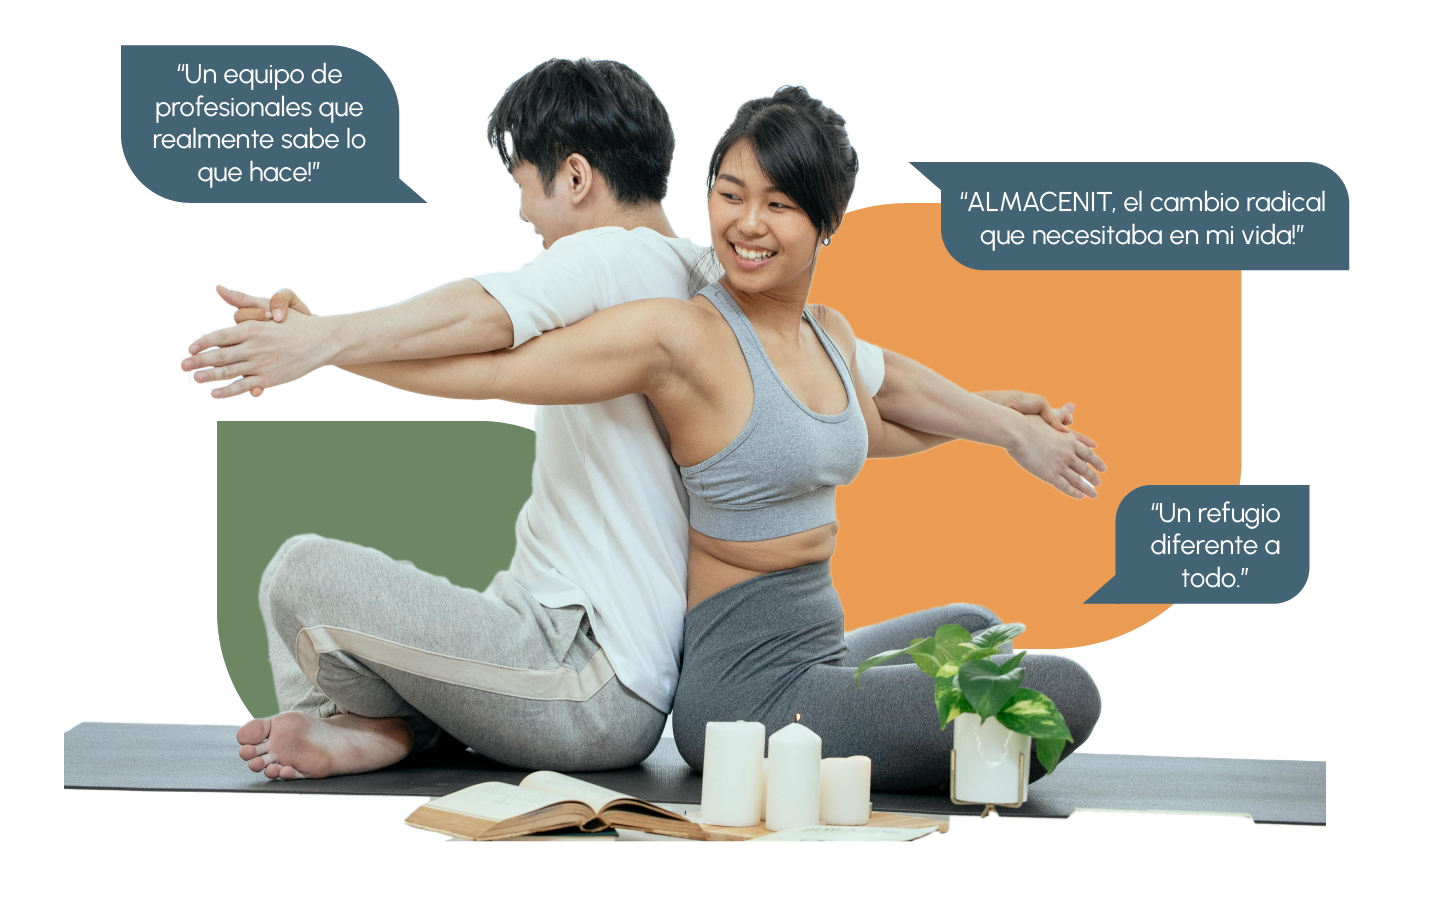 “Un equipo de
profesionales que
realmente sabe lo
que hace!”
“ALMACENIT, el cambio radical
que necesitaba en mi vida!”
“Un refugio
diferente a
todo.”